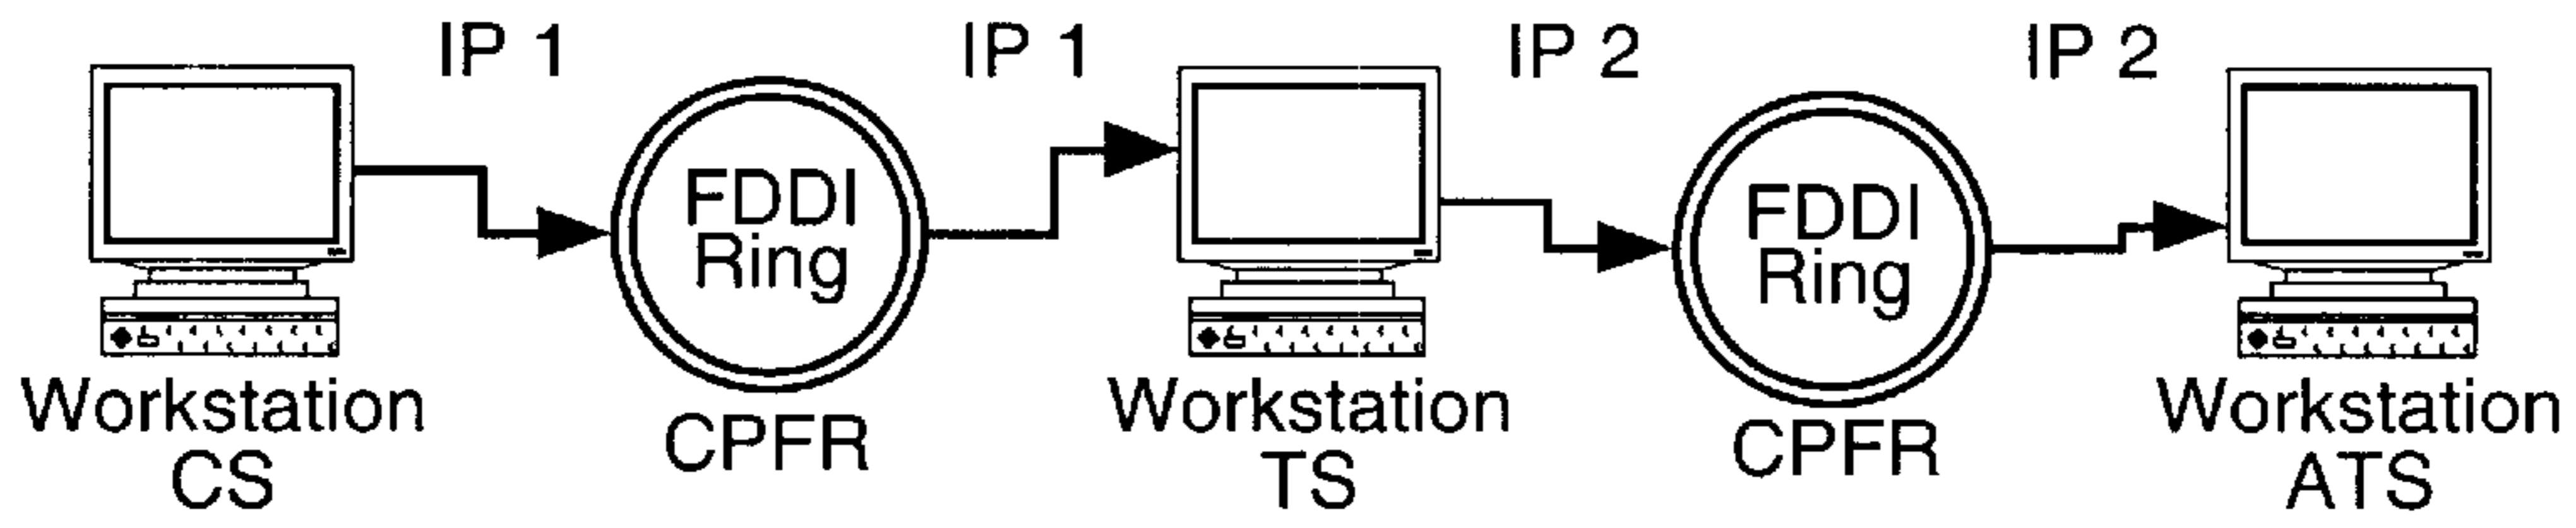 IP 1
IP 1
IP 2
IP 2
FDDI
Ring
FDDI
Ring
Workstation
CS
CPFR
Workstation
TS
CPFR
Workstation
ATS